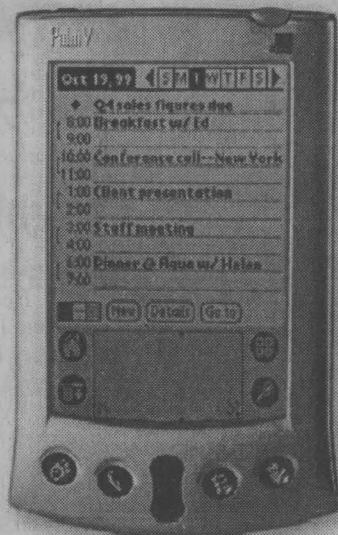 Palm V
Oct 19, 99 S M T W T F S
Q4 sales figures due
8:00 Breakfast w/ Ed
9:00
10:00 Conference call--New York
11:00
1:00 Client presentation
2:00
3:00 Staff meeting
4:00
6:00 Dinner @ Aqua w/ Helen
7:00
New Details Go to